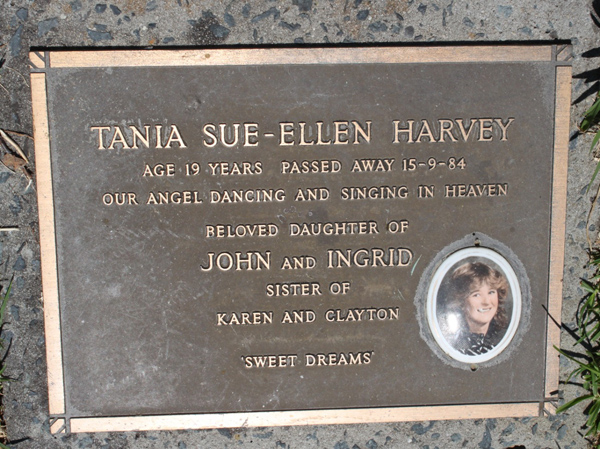 TANIA SUE-ELLEN HARVEY
AGE 19 YEARS PASSED AWAY 15-9-84
OUR ANGEL DANCING AND SINGING IN HEAVEN
BELOVED DAUGHTER OF
JOHN AND INGRID
SISTER OF
KAREN AND CLAYTON
'SWEET DREAMS'